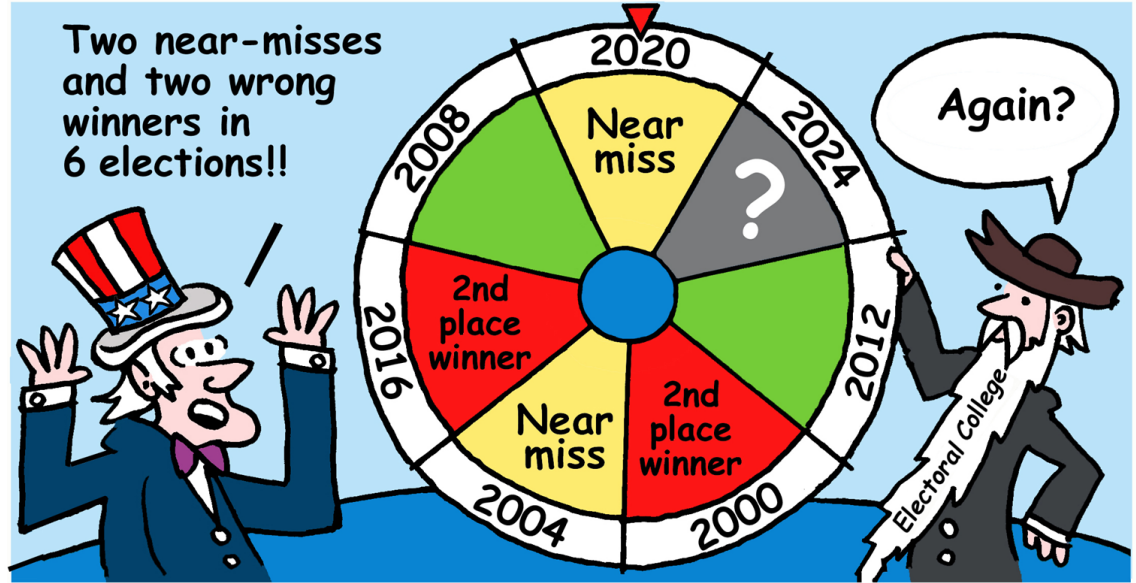 Two near-misses
and two wrong
winners in
6 elections!!
Again?
2020
Near
miss
2024
?
2012
2000
2nd
place
winner
2004
Near
miss
2016
2nd
place
winner
2008
Electoral College